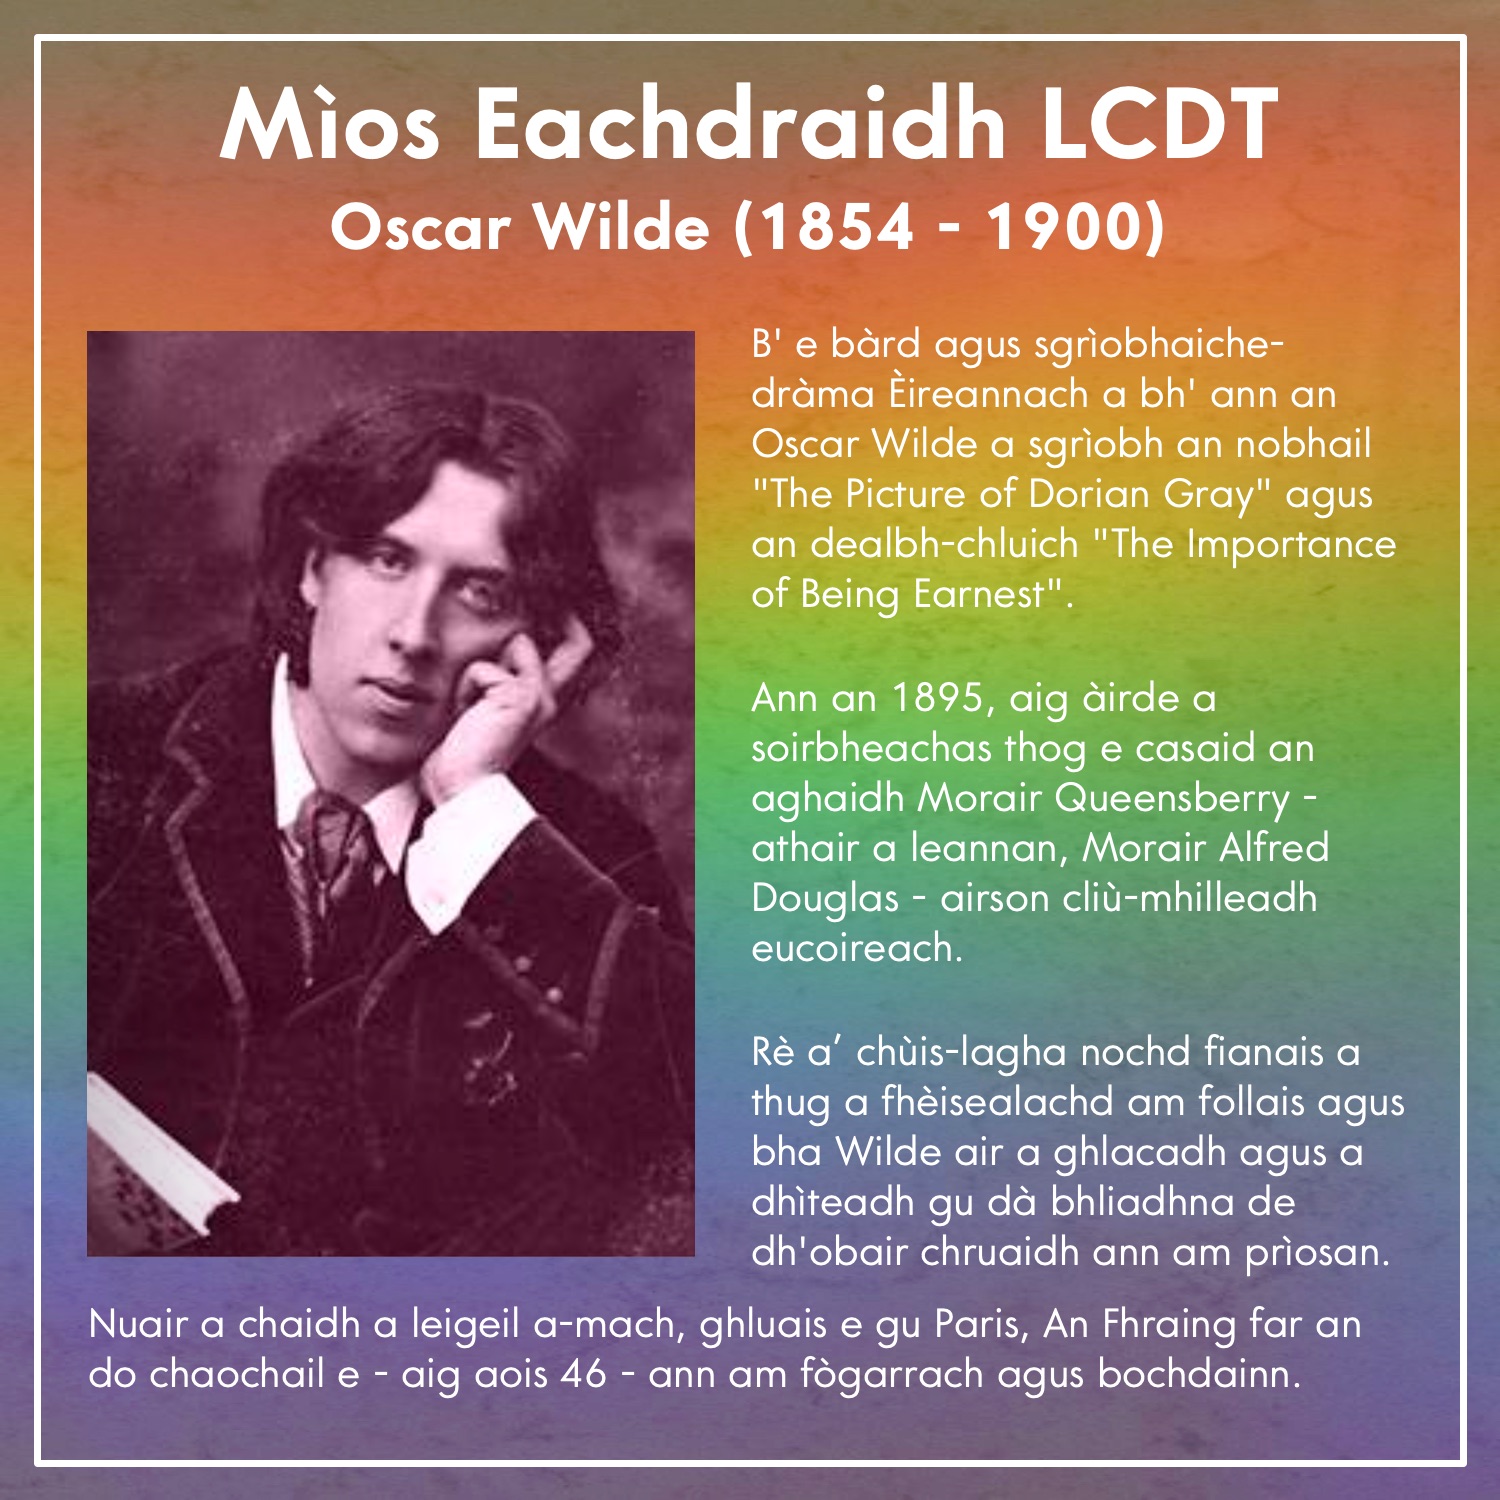 Mìos Eachdraidh LCDT
Oscar Wilde (1854 - 1900)
B' e bàrd agus sgrìobhaiche-
dràma Èireannach a bh' ann an
Oscar Wilde a sgrìobh an nobhail
"The Picture of Dorian Gray" agus
an dealbh-chluich "The Importance
of Being Earnest".
Ann an 1895, aig àirde a
soirbheachas thog e casaid an
aghaidh Morair Queensberry -
athair a leannan, Morair Alfred
Douglas - airson cliù-mhilleadh
eucoireach.
Rè a’ chùis-lagha nochd fianais a
thug a fhèisealachd am follais agus
bha Wilde air a ghlacadh agus a
dhìteadh gu dà bhliadhna de
dh'obair chruaidh ann am prìosan.
Nuair a chaidh a leigeil a-mach, ghluais e gu Paris, An Fhraing far an
do chaochail e - aig aois 46 - ann am fògarrach agus bochdainn.